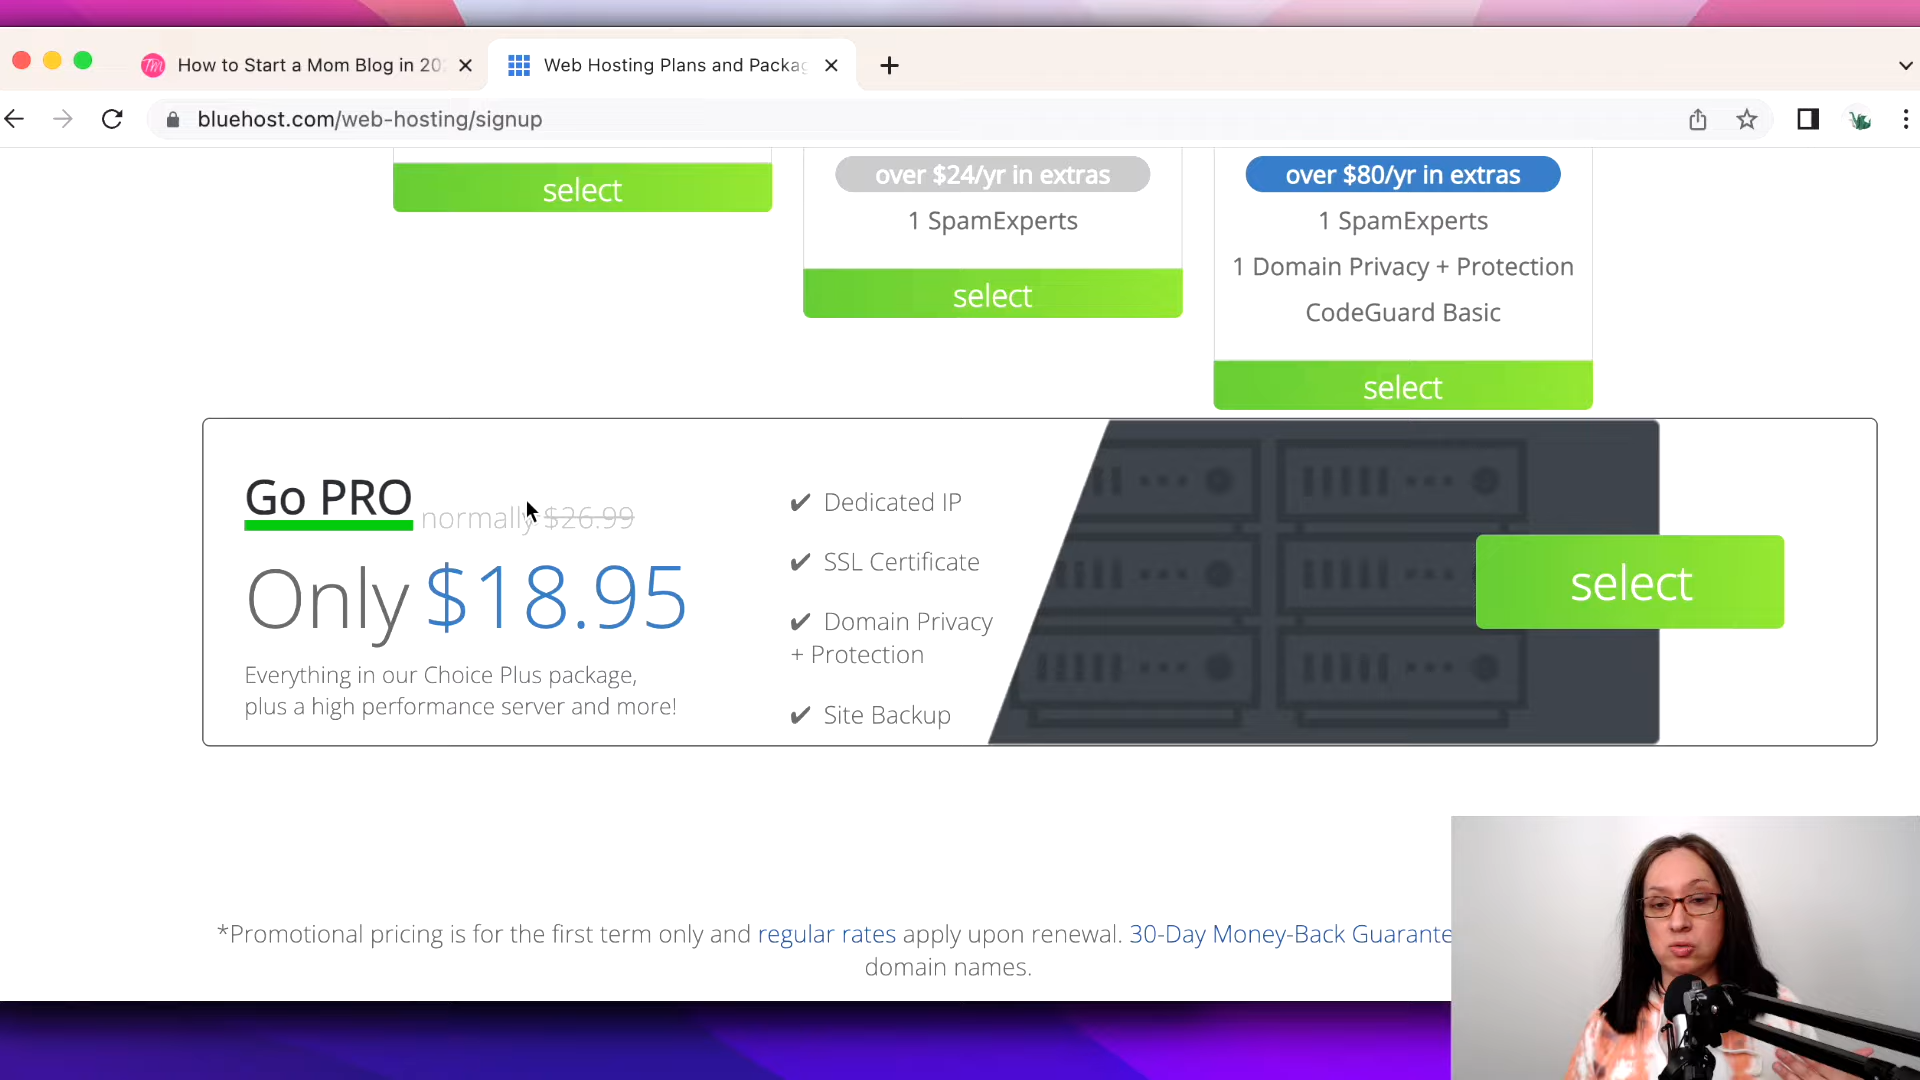 How to Start a Mom Blog in 20
Web Hosting Plans and Packag
bluehost.com/web-hosting/signup
select
over $24/yr in extras
1 SpamExperts
select
over $80/yr in extras
1 SpamExperts
1 Domain Privacy + Protection
CodeGuard Basic
select
Go PRO normally $26.99
Only $18.95
Everything in our Choice Plus package,
plus a high performance server and more!
✔ Dedicated IP
✔ SSL Certificate
✔ Domain Privacy
+ Protection
✔ Site Backup
select
*Promotional pricing is for the first term only and regular rates apply upon renewal. 30-Day Money-Back Guarante
domain names.